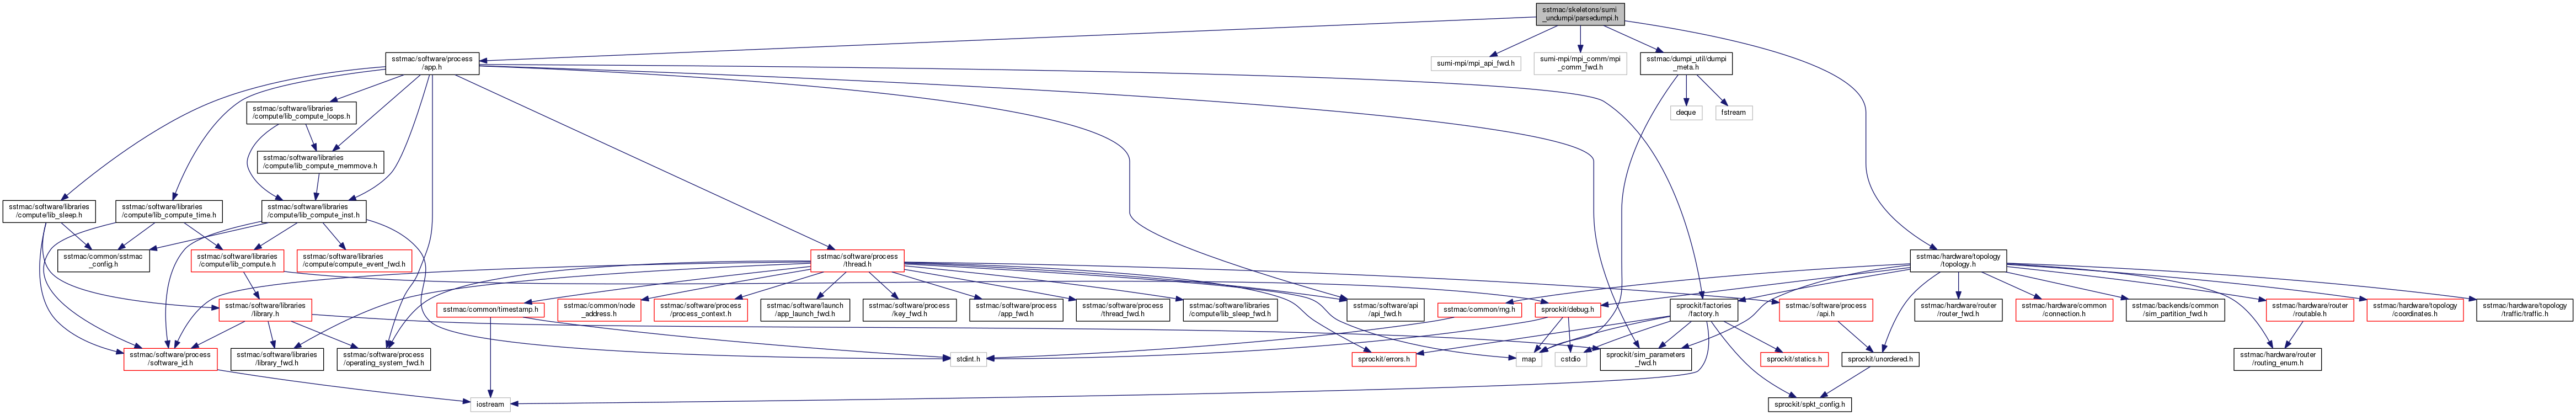 sstmac/skeletons/sumi
_undumpi/parsedumpi.h
sstmac/software/process
/app.h
sumi-mpi/mpi_api_fwd.h
sumi-mpi/mpi_comm/mpi
_comm_fwd.h
sstmac/dumpi_util/dumpi
_meta.h
sstmac/software/libraries
/compute/lib_compute_loops.h
deque
fstream
sstmac/software/libraries
/compute/lib_compute_memmove.h
sstmac/software/libraries
/compute/lib_sleep.h
sstmac/software/libraries
/compute/lib_compute_time.h
sstmac/software/libraries
/compute/lib_compute_inst.h
sstmac/common/sstmac
_config.h
sstmac/software/libraries
/compute/lib_compute.h
sstmac/software/libraries
/compute/compute_event_fwd.h
sstmac/software/process
/thread.h
sstmac/hardware/topology
/topology.h
sstmac/software/libraries
/library.h
sstmac/common/timestamp.h
sstmac/common/node
_address.h
sstmac/software/process
/process_context.h
sstmac/software/launch
/app_launch_fwd.h
sstmac/software/process
/key_fwd.h
sstmac/software/process
/app_fwd.h
sstmac/software/process
/thread_fwd.h
sstmac/software/libraries
/compute/lib_sleep_fwd.h
sstmac/software/api
/api_fwd.h
sstmac/common/rng.h
sprockit/debug.h
sprockit/factories
/factory.h
sstmac/software/process
/api.h
sstmac/hardware/router
/router_fwd.h
sstmac/hardware/common
/connection.h
sstmac/backends/common
/sim_partition_fwd.h
sstmac/hardware/router
/routable.h
sstmac/hardware/topology
/coordinates.h
sstmac/hardware/topology
/traffic/traffic.h
sstmac/software/process
/software_id.h
sstmac/software/libraries
/library_fwd.h
sstmac/software/process
/operating_system_fwd.h
stdint.h
sprockit/errors.h
map
cstdio
sprockit/sim_parameters
_fwd.h
sprockit/statics.h
sprockit/unordered.h
sstmac/hardware/router
/routing_enum.h
iostream
sprockit/spkt_config.h